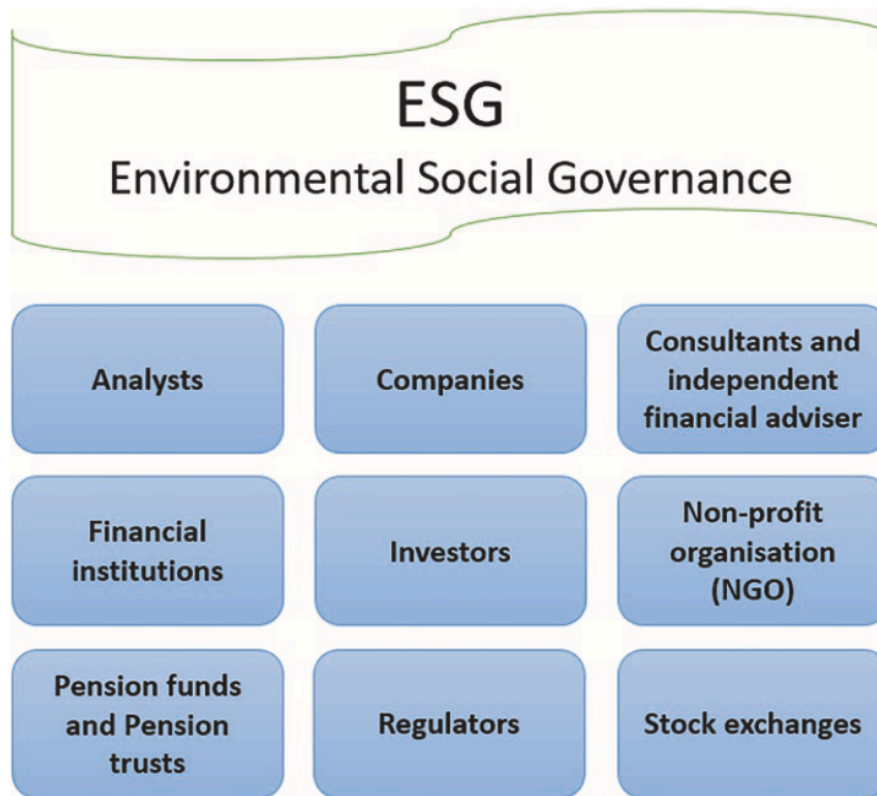 ESG
Environmental Social Governance
Analysts
Companies
Consultants and
independent
financial adviser
Financial
institutions
Investors
Non-profit
organisation
(NGO)
Pension funds
and Pension
trusts
Regulators
Stock exchanges